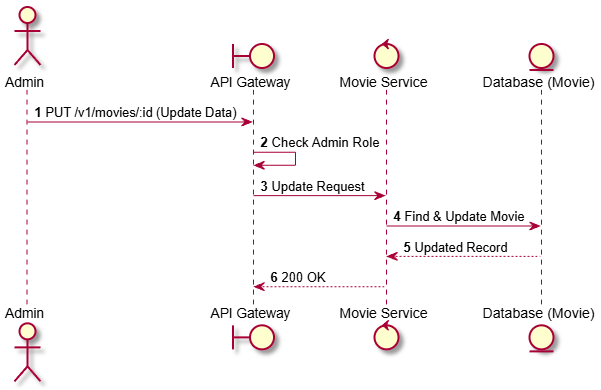 Admin
API Gateway
Movie Service
Database (Movie)
1 PUT /v1/movies/:id (Update Data)
2 Check Admin Role
3 Update Request
4 Find & Update Movie
5 Updated Record
6 200 OK
Admin
API Gateway
Movie Service
Database (Movie)